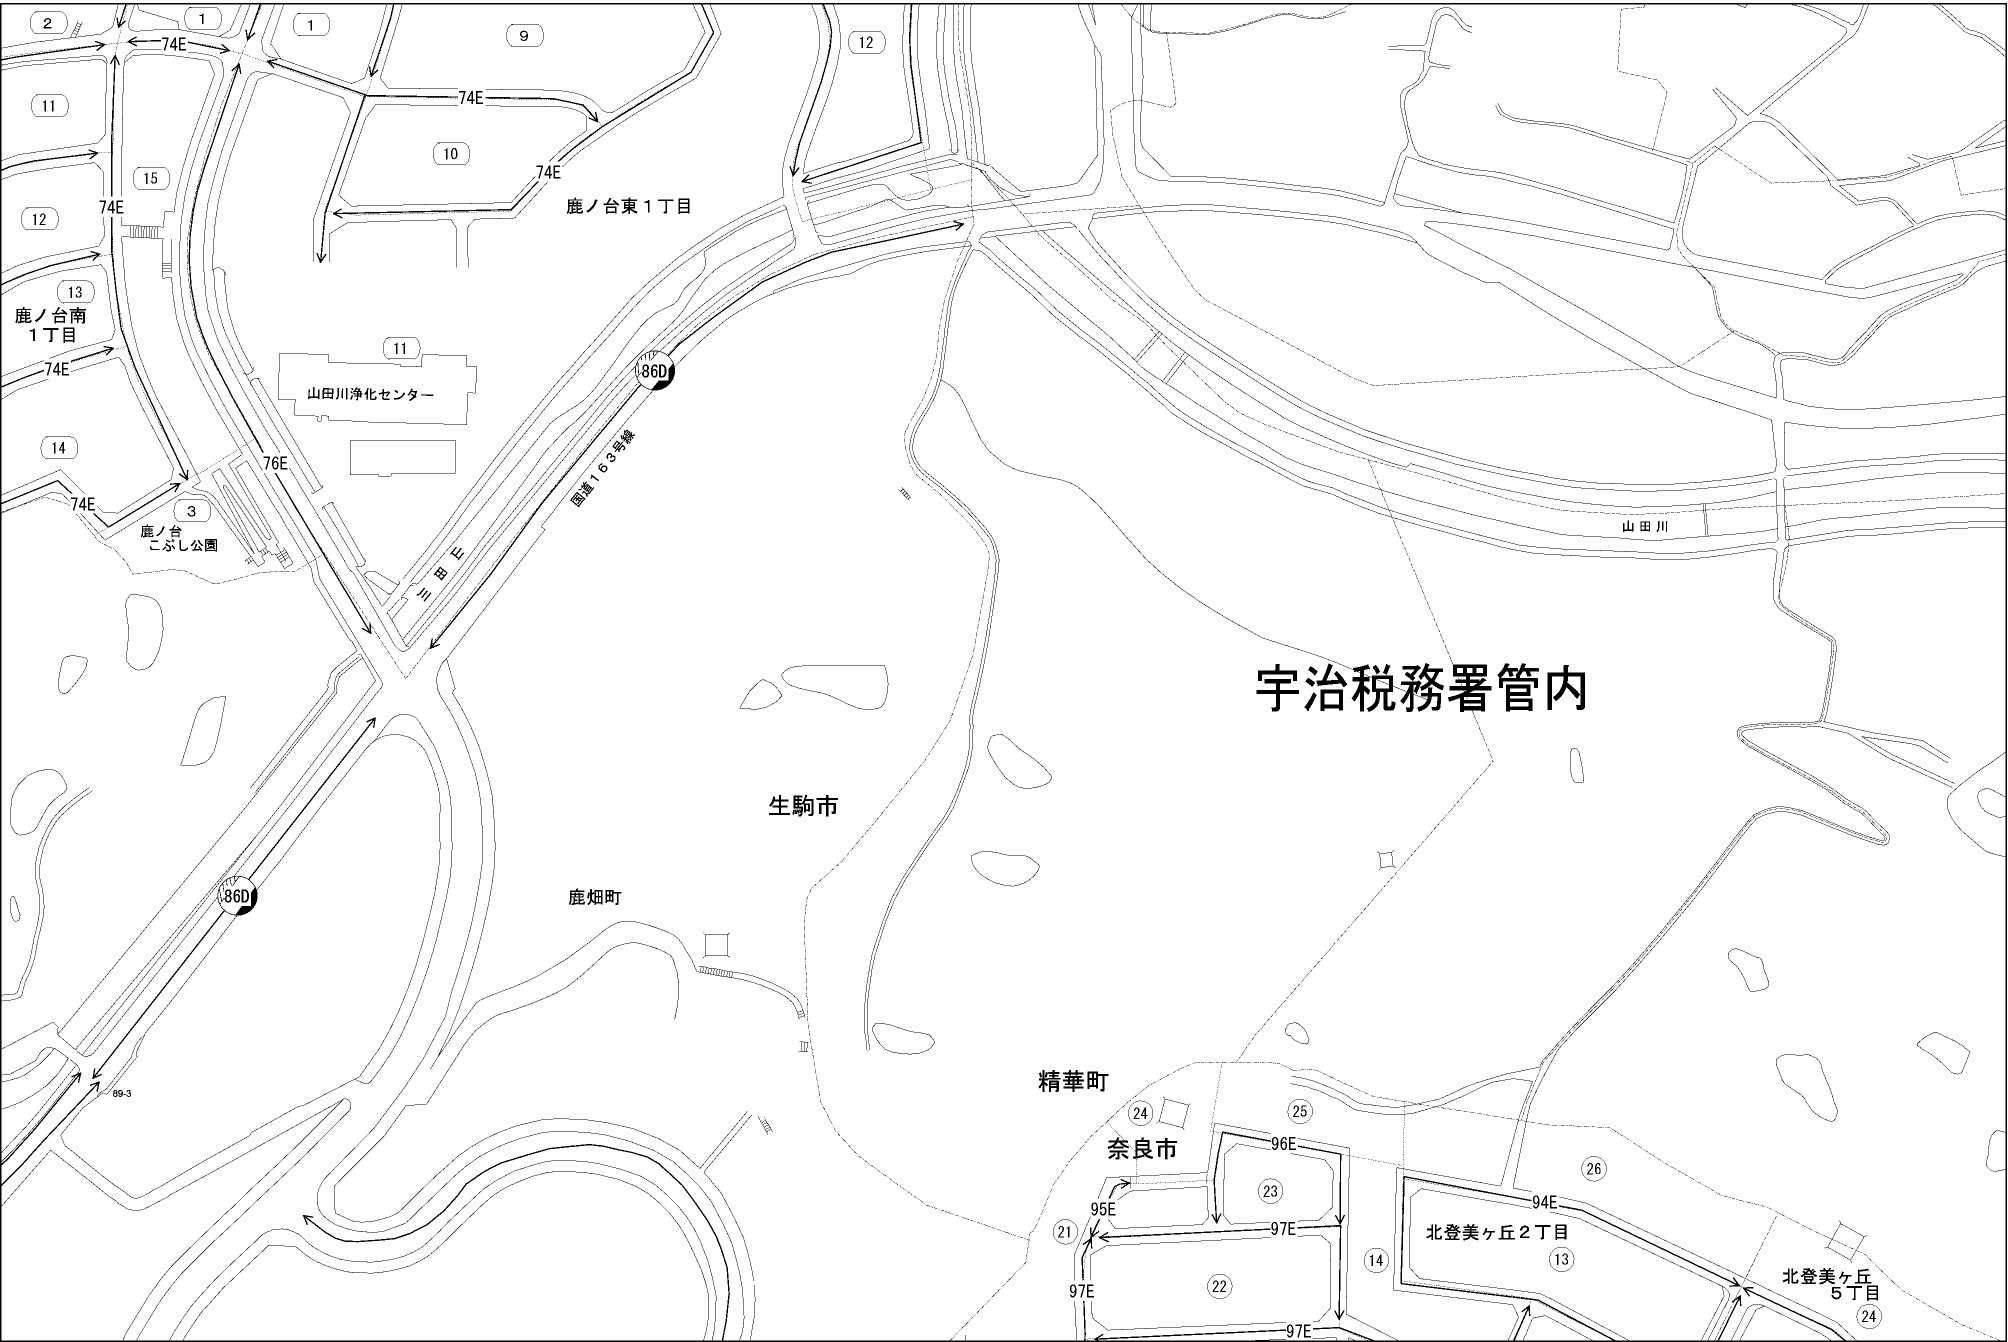 2
1
1
9
12
74E
11
74E
10
15
74E
74E
12
鹿ノ台東1丁目
13
鹿ノ台南
1丁目
11
74E
86D
山田川浄化センター
14
76E
国道163号線
74E
3
鹿ノ台
こぶし公園
山田川
山田川
宇治税務署管内
生駒市
86D
鹿畑町
精華町
89-3
24
25
奈良市
96E
26
23
94E
95E
21
97E
北登美ヶ丘2丁目
14
13
22
97E
北登美ヶ丘
5丁目
24
97E